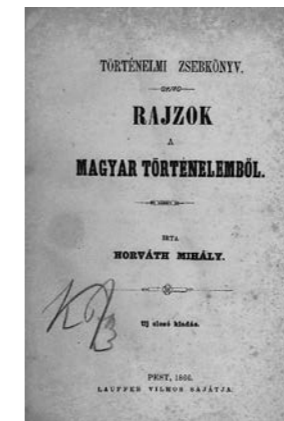 TÖRTÉNELMI ZSEBKÖNYV.
RAJZOK
A
MAGYAR TÖRTÉNELEMBŐL.
IRTA
HORVÁTH MIHÁLY.
Uj olcsó kiadás.
PEST, 1866.
LAUFFER VILMOS SAJÁTJA.